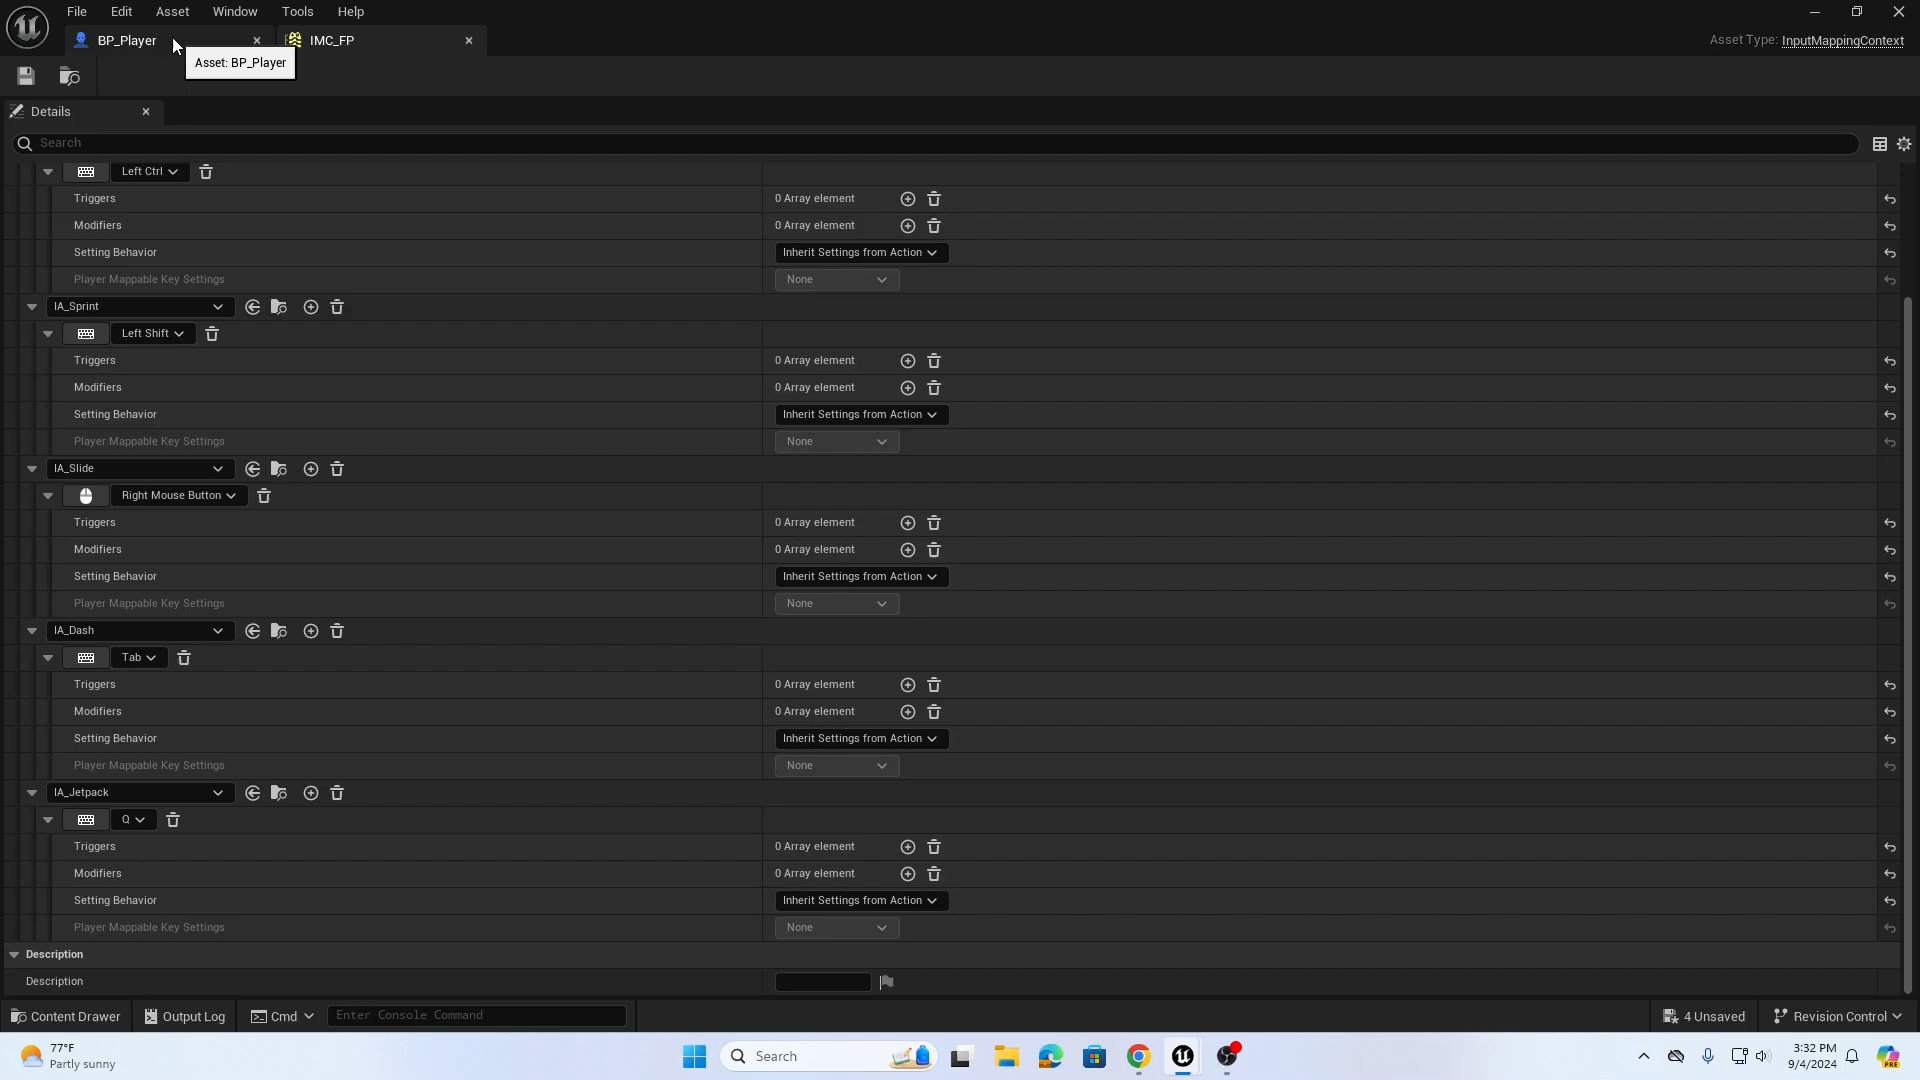 File Edit Asset Window Tools Help
BP_Player IMC_FP Asset Type: InputMappingContext
Asset: BP_Player
Details
Search
Left Ctrl
Triggers 0 Array element
Modifiers 0 Array element
Setting Behavior Inherit Settings from Action
Player Mappable Key Settings None
IA_Sprint
Left Shift
Triggers 0 Array element
Modifiers 0 Array element
Setting Behavior Inherit Settings from Action
Player Mappable Key Settings None
IA_Slide
Right Mouse Button
Triggers 0 Array element
Modifiers 0 Array element
Setting Behavior Inherit Settings from Action
Player Mappable Key Settings None
IA_Dash
Tab
Triggers 0 Array element
Modifiers 0 Array element
Setting Behavior Inherit Settings from Action
Player Mappable Key Settings None
IA_Jetpack
Q
Triggers 0 Array element
Modifiers 0 Array element
Setting Behavior Inherit Settings from Action
Player Mappable Key Settings None
Description
Description
Content Drawer Output Log Cmd Enter Console Command 4 Unsaved Revision Control
77°F
Partly sunny
Search
3:32 PM
9/4/2024
PRE